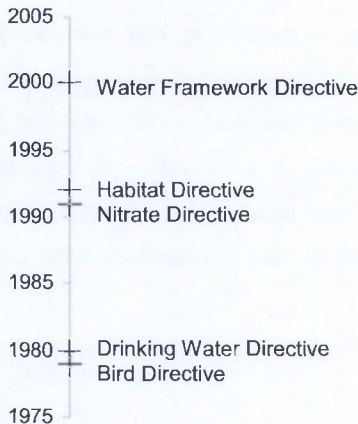 2005
2000
Water Framework Directive
1995
Habitat Directive
1990
Nitrate Directive
1985
1980
Drinking Water Directive
Bird Directive
1975